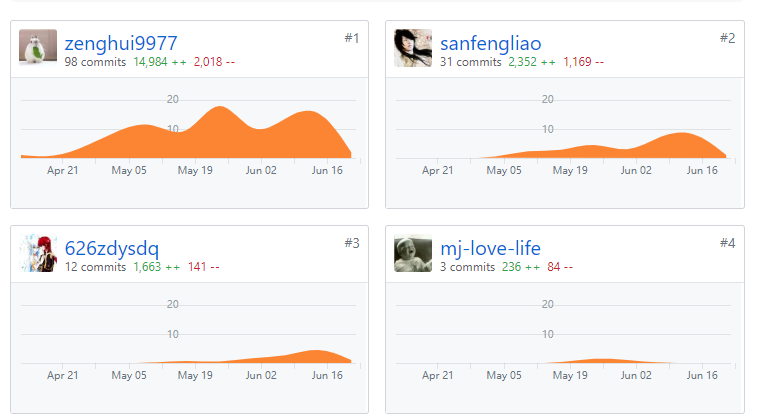 zenghui9977 #1
98 commits 14,984 ++ 2,018 --
20
10
Apr 21 May 05 May 19 Jun 02 Jun 16
sanfengliao #2
31 commits 2,352 ++ 1,169 --
20
10
Apr 21 May 05 May 19 Jun 02 Jun 16
626zdysdq #3
12 commits 1,663 ++ 141 --
20
10
Apr 21 May 05 May 19 Jun 02 Jun 16
mj-love-life #4
3 commits 236 ++ 84 --
20
10
Apr 21 May 05 May 19 Jun 02 Jun 16